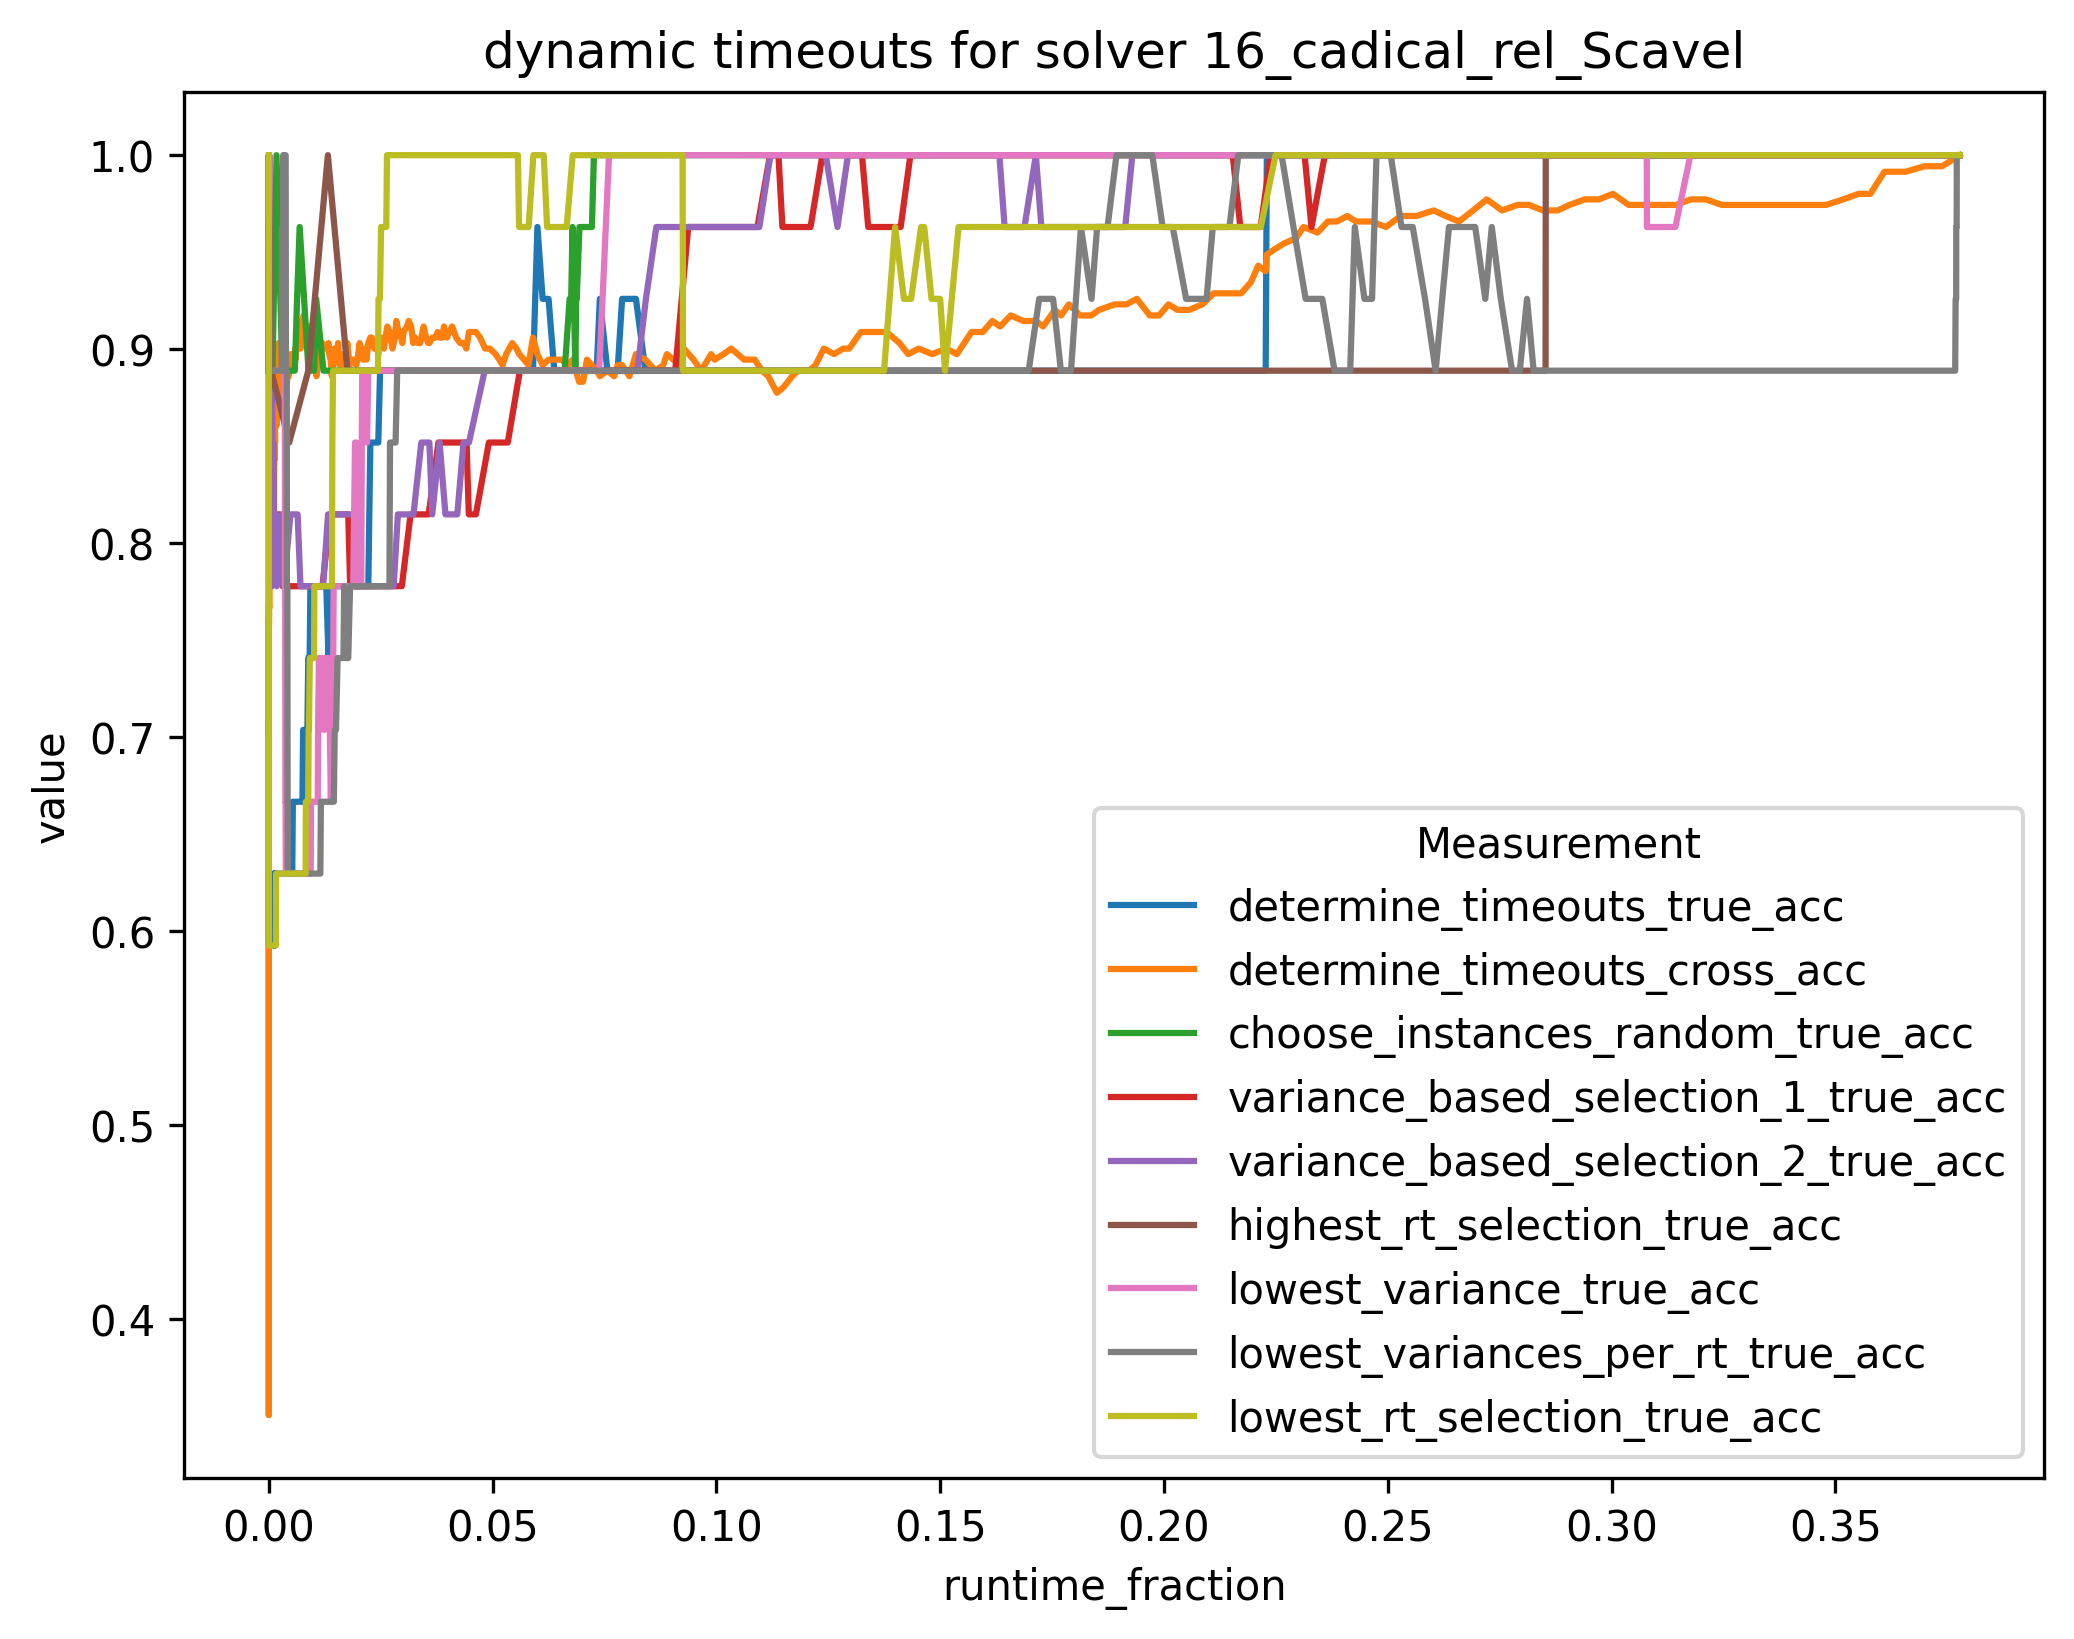 dynamic timeouts for solver 16_cadical_rel_Scavel
1.0
0.9
0.8
0.7
0.6
0.5
0.4
value
Measurement
determine_timeouts_true_acc
determine_timeouts_cross_acc
choose_instances_random_true_acc
variance_based_selection_1_true_acc
variance_based_selection_2_true_acc
highest_rt_selection_true_acc
lowest_variance_true_acc
lowest_variances_per_rt_true_acc
lowest_rt_selection_true_acc
0.00 0.05 0.10 0.15 0.20 0.25 0.30 0.35
runtime_fraction